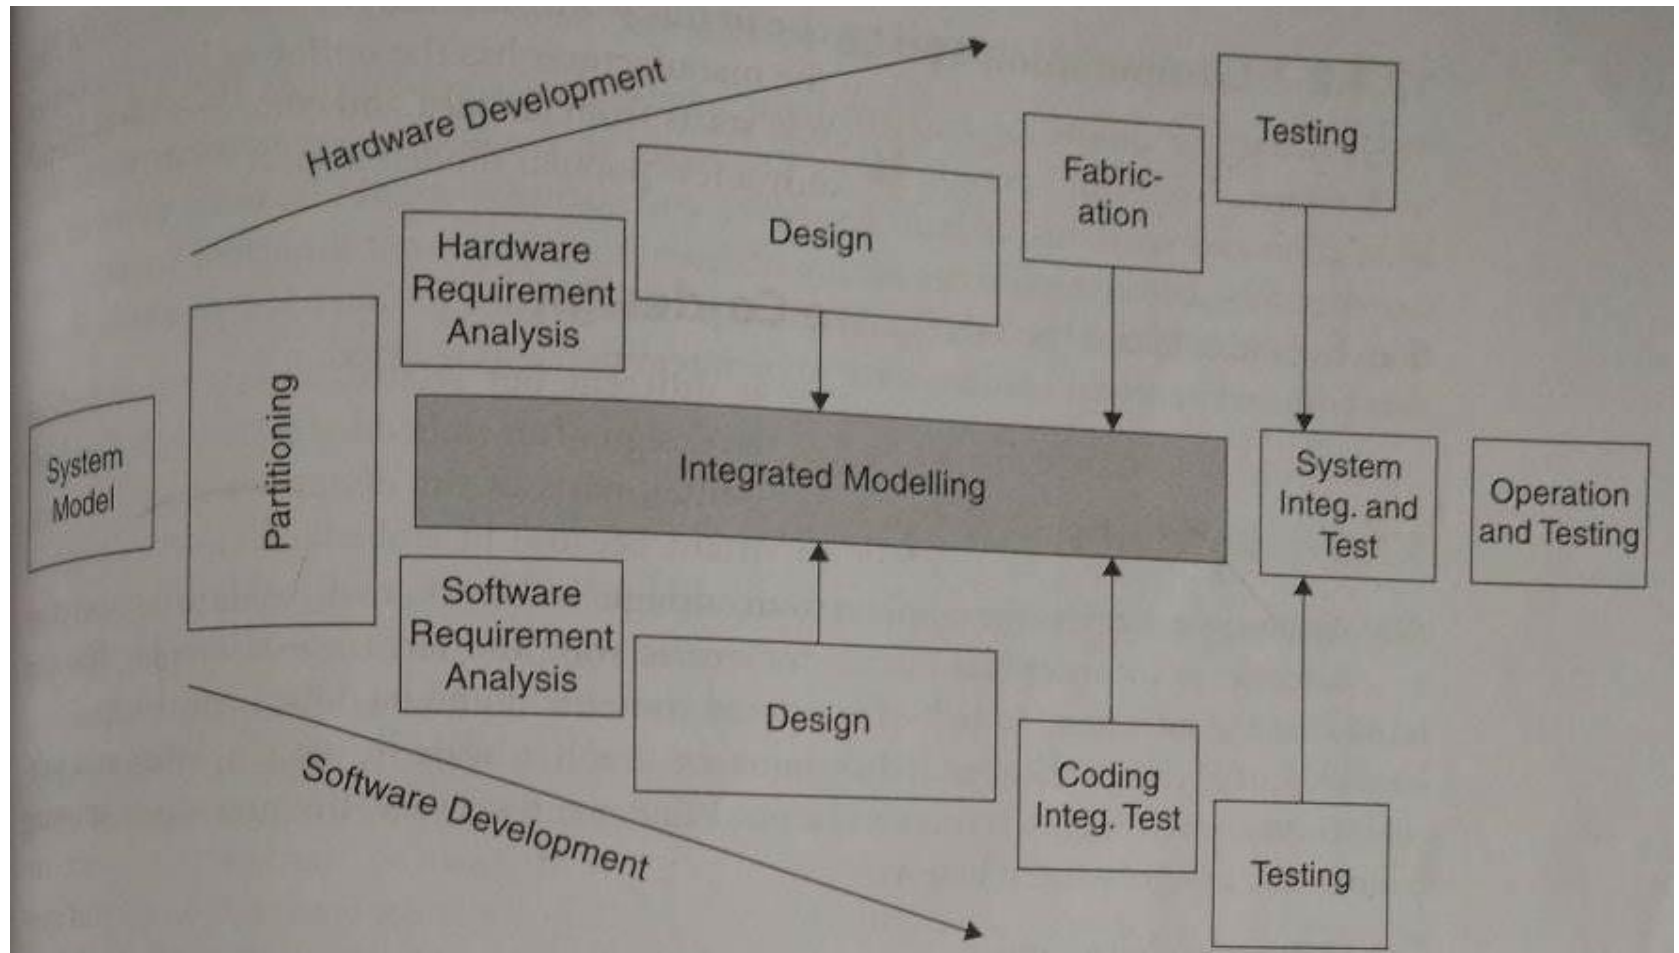 Hardware Development
Testing
Fabric-
ation
Design
Hardware
Requirement
Analysis
System
Model
Partitioning
Integrated Modelling
System
Integ. and
Test
Operation
and Testing
Software
Requirement
Analysis
Design
Coding
Integ. Test
Testing
Software Development